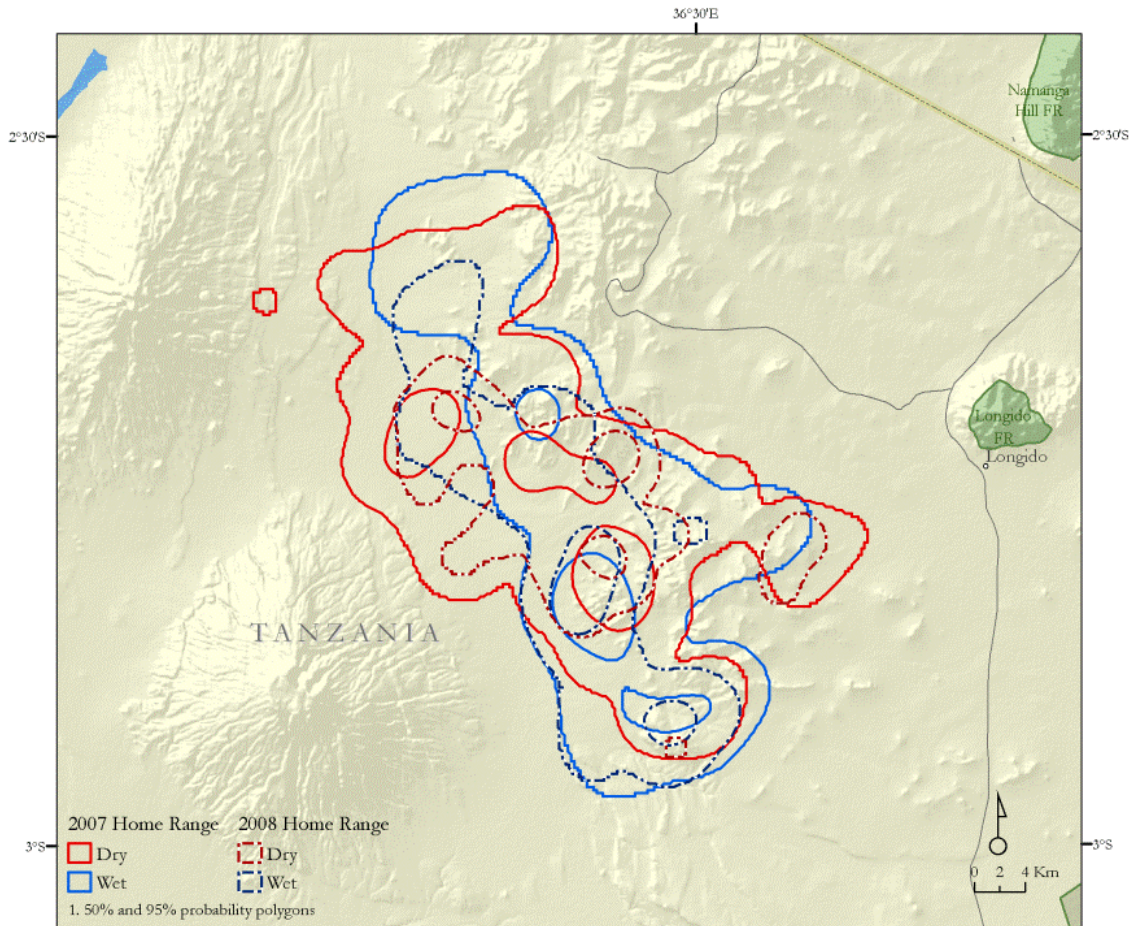 36°30'E
Namanga
Hill FR
2°30'S
2°30'S
Longido
FR
Longido
TANZANIA
2007 Home Range 2008 Home Range
Dry Dry
Wet Wet
1. 50% and 95% probability polygons
3°S
3°S
0 2 4 Km